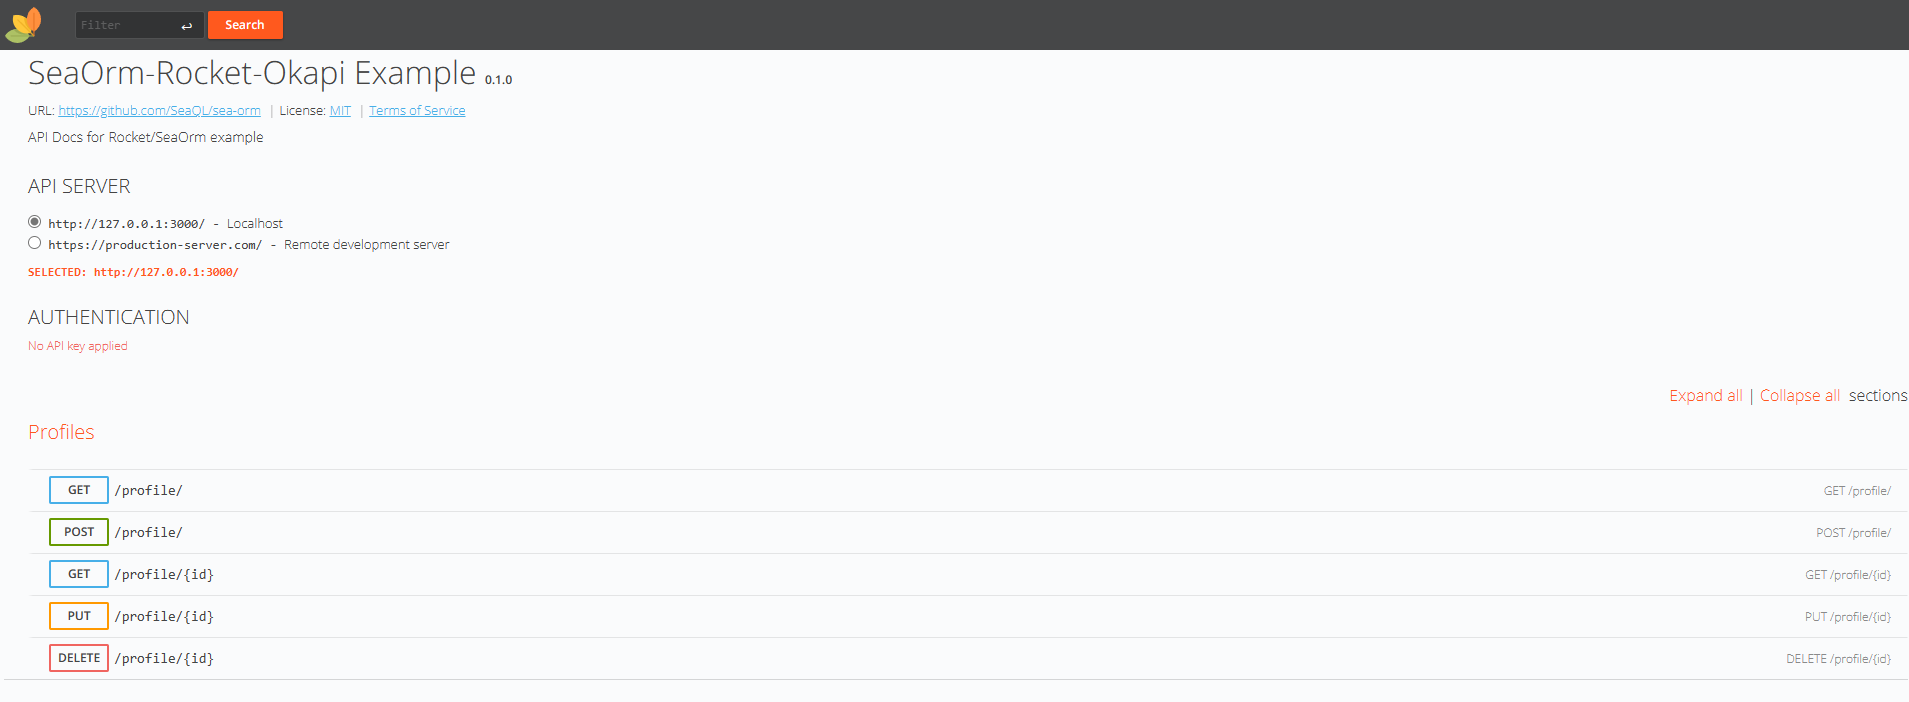 Filter ↩ Search
SeaOrm-Rocket-Okapi Example 0.1.0
URL: https://github.com/SeaQL/sea-orm | License: MIT | Terms of Service
API Docs for Rocket/SeaOrm example
API SERVER
http://127.0.0.1:3000/ - Localhost
https://production-server.com/ - Remote development server
SELECTED: http://127.0.0.1:3000/
AUTHENTICATION
No API key applied
Expand all | Collapse all sections
Profiles
GET /profile/ GET /profile/
POST /profile/ POST /profile/
GET /profile/{id} GET /profile/{id}
PUT /profile/{id} PUT /profile/{id}
DELETE /profile/{id} DELETE /profile/{id}